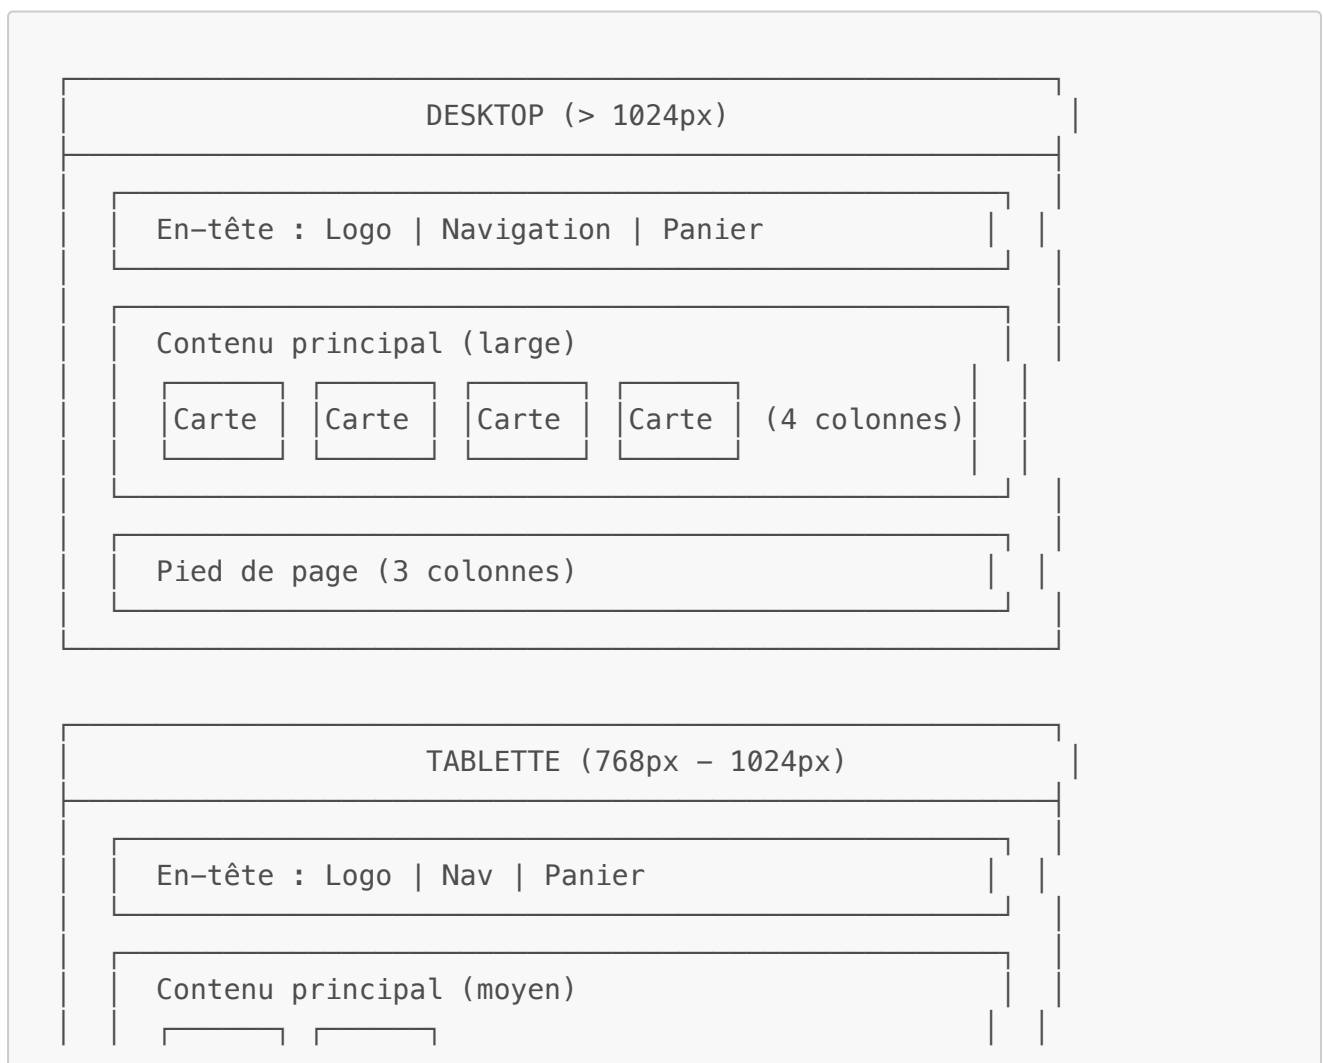 DESKTOP (> 1024px)
En-tête : Logo | Navigation | Panier
Contenu principal (large)
Carte Carte Carte Carte (4 colonnes)
Pied de page (3 colonnes)
TABLETTE (768px - 1024px)
En-tête : Logo | Nav | Panier
Contenu principal (moyen)